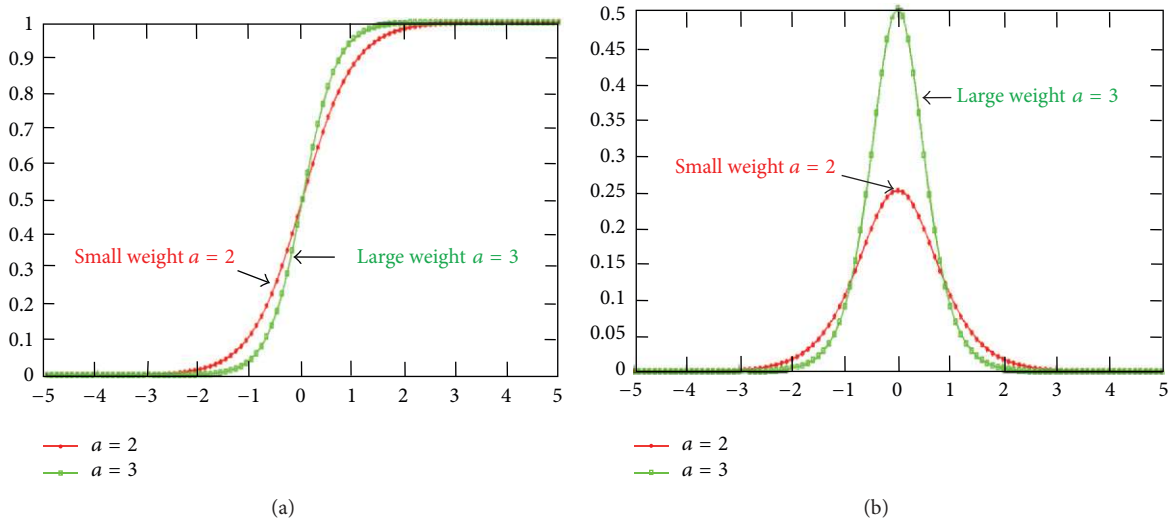 1
0.9
0.8
0.7
0.6
0.5
0.4
0.3
0.2
0.1
0
−5 −4 −3 −2 −1 0 1 2 3 4 5
Small weight a = 2
Large weight a = 3
a = 2
a = 3
(a)
0.5
0.45
0.4
0.35
0.3
0.25
0.2
0.15
0.1
0.05
0
−5 −4 −3 −2 −1 0 1 2 3 4 5
Large weight a = 3
Small weight a = 2
a = 2
a = 3
(b)